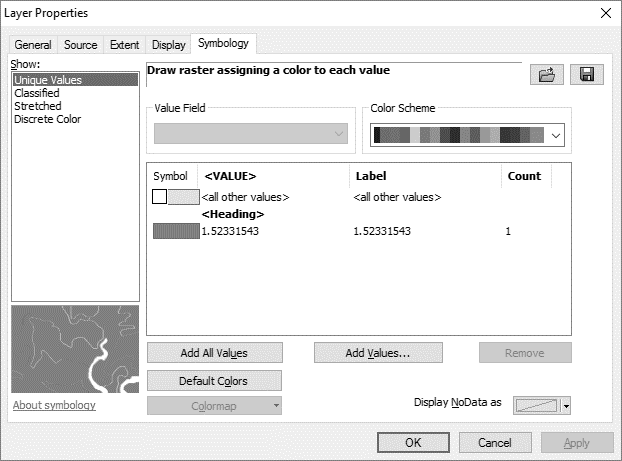 Layer Properties
General Source Extent Display Symbology
Show:
Unique Values
Classified
Stretched
Discrete Color
Draw raster assigning a color to each value
Value Field
Color Scheme
Symbol <VALUE> Label Count
<all other values> <all other values>
<Heading>
1.52331543 1.52331543 1
Add All Values Add Values... Remove
Default Colors
About symbology
Colormap
Display NoData as
OK Cancel Apply